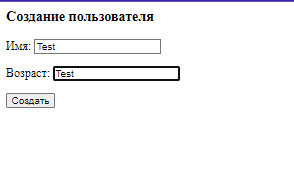 Создание пользователя
Имя: Test
Возраст: Test
Создать